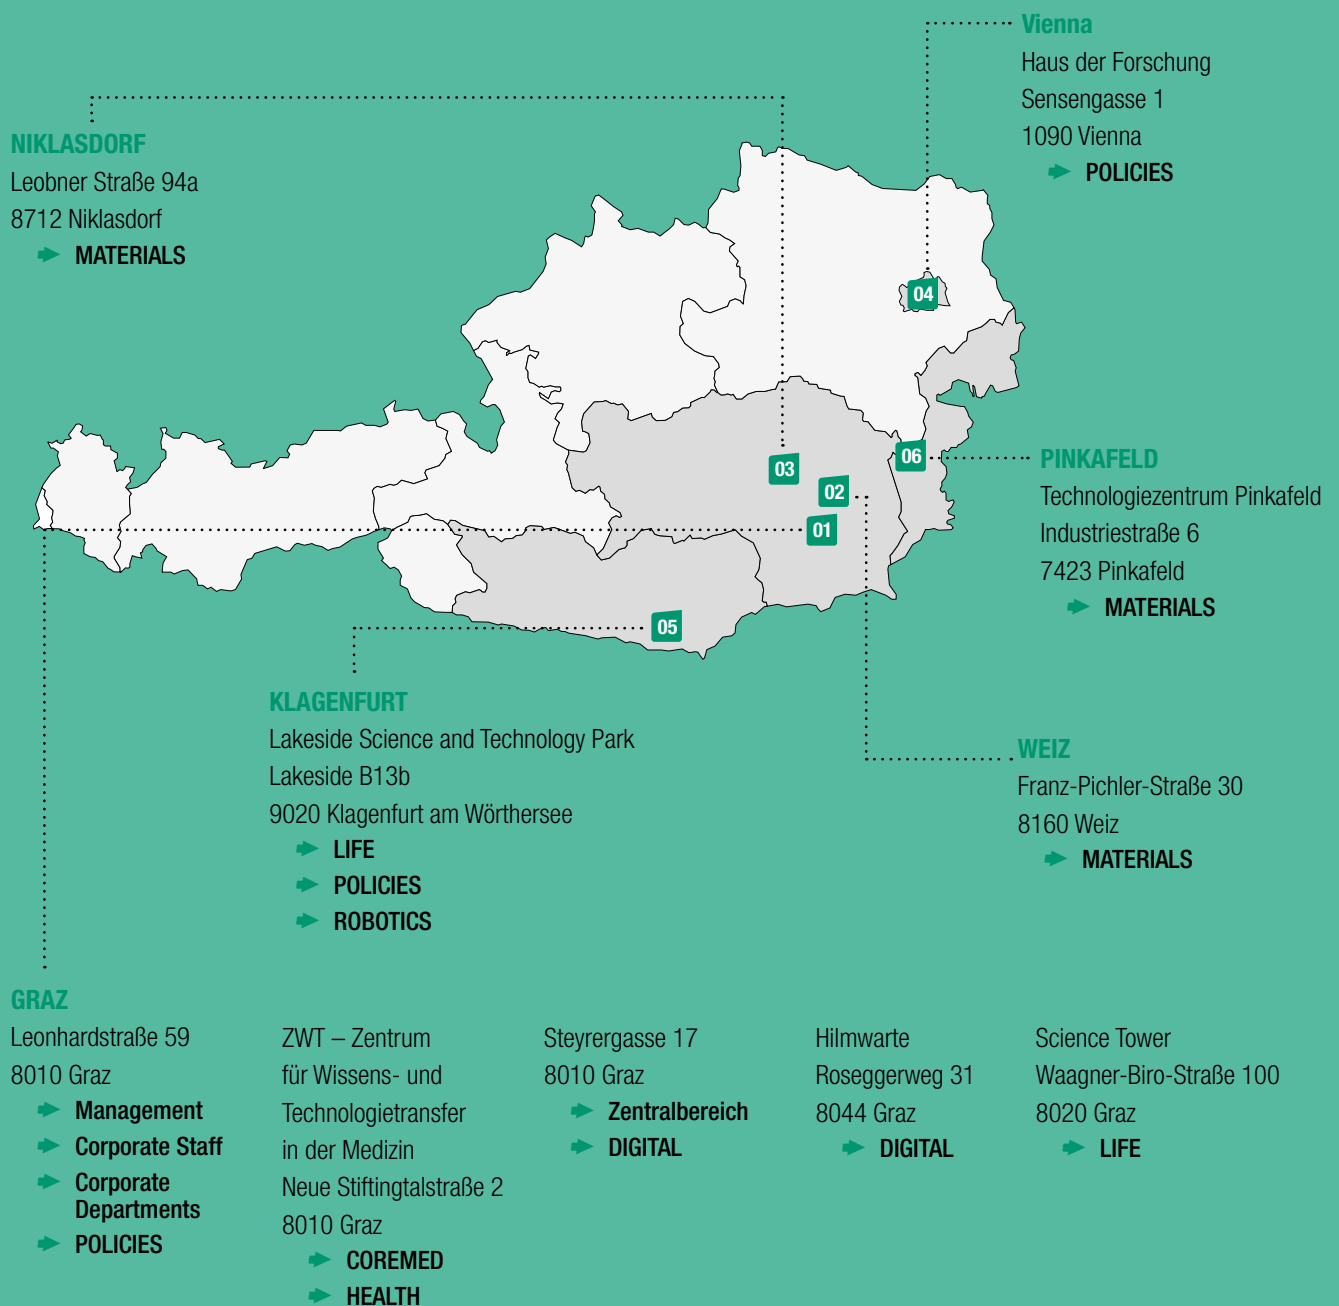 Vienna
Haus der Forschung
Sensengasse 1
1090 Vienna
POLICIES
NIKLASDORF
Leobner Straße 94a
8712 Niklasdorf
MATERIALS
04
03
02
01
06
05
PINKAFELD
Technologiezentrum Pinkafeld
Industriestraße 6
7423 Pinkafeld
MATERIALS
KLAGENFURT
Lakeside Science and Technology Park
Lakeside B13b
9020 Klagenfurt am Wörthersee
LIFE
POLICIES
ROBOTICS
WEIZ
Franz-Pichler-Straße 30
8160 Weiz
MATERIALS
GRAZ
Leonhardstraße 59
8010 Graz
Management
Corporate Staff
Corporate
Departments
POLICIES
ZWT – Zentrum
für Wissens- und
Technologietransfer
in der Medizin
Neue Stiftingtalstraße 2
8010 Graz
COREMED
HEALTH
Steyrergasse 17
8010 Graz
Zentralbereich
DIGITAL
Hilmwarte
Roseggerweg 31
8044 Graz
DIGITAL
Science Tower
Waagner-Biro-Straße 100
8020 Graz
LIFE